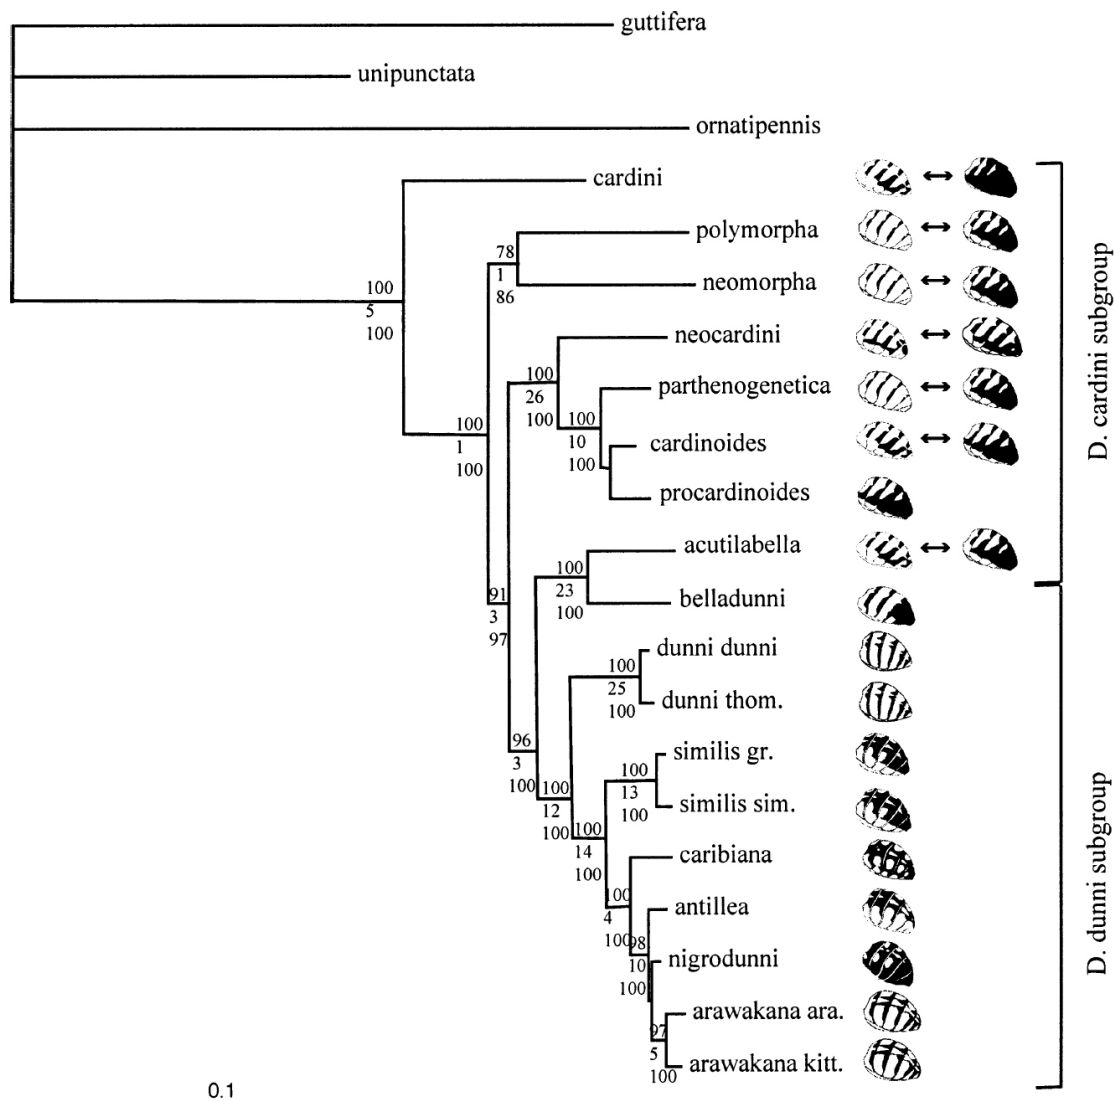 guttifera
unipunctata
ornatipennis
cardini
polymorpha
78
1
86
neomorpha
100
5
100
neocardini
100
26
100
parthenogenetica
100
10
100
cardinoides
100
1
100
procardinoides
acutilabella
100
23
100
belladunni
91
3
97
dunni dunni
100
25
100
dunni thom.
96
3
100
similis gr.
100
13
100
similis sim.
100
12
100
100
14
100
caribiana
100
4
100
antillea
98
10
100
nigrodunni
arawakana ara.
97
5
100
arawakana kitt.
0.1
D. cardini subgroup
D. dunni subgroup